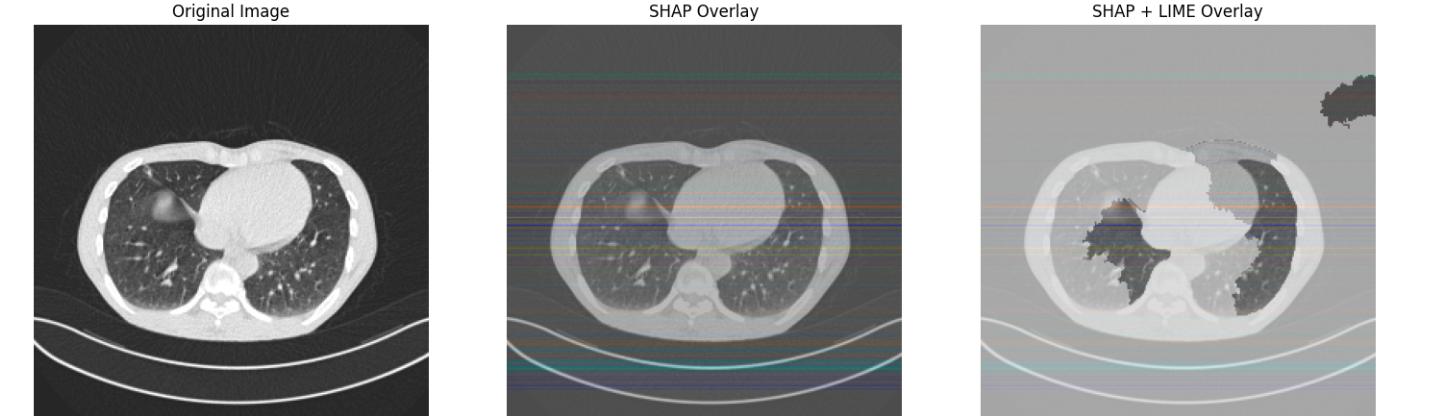 Original Image
SHAP Overlay
SHAP + LIME Overlay